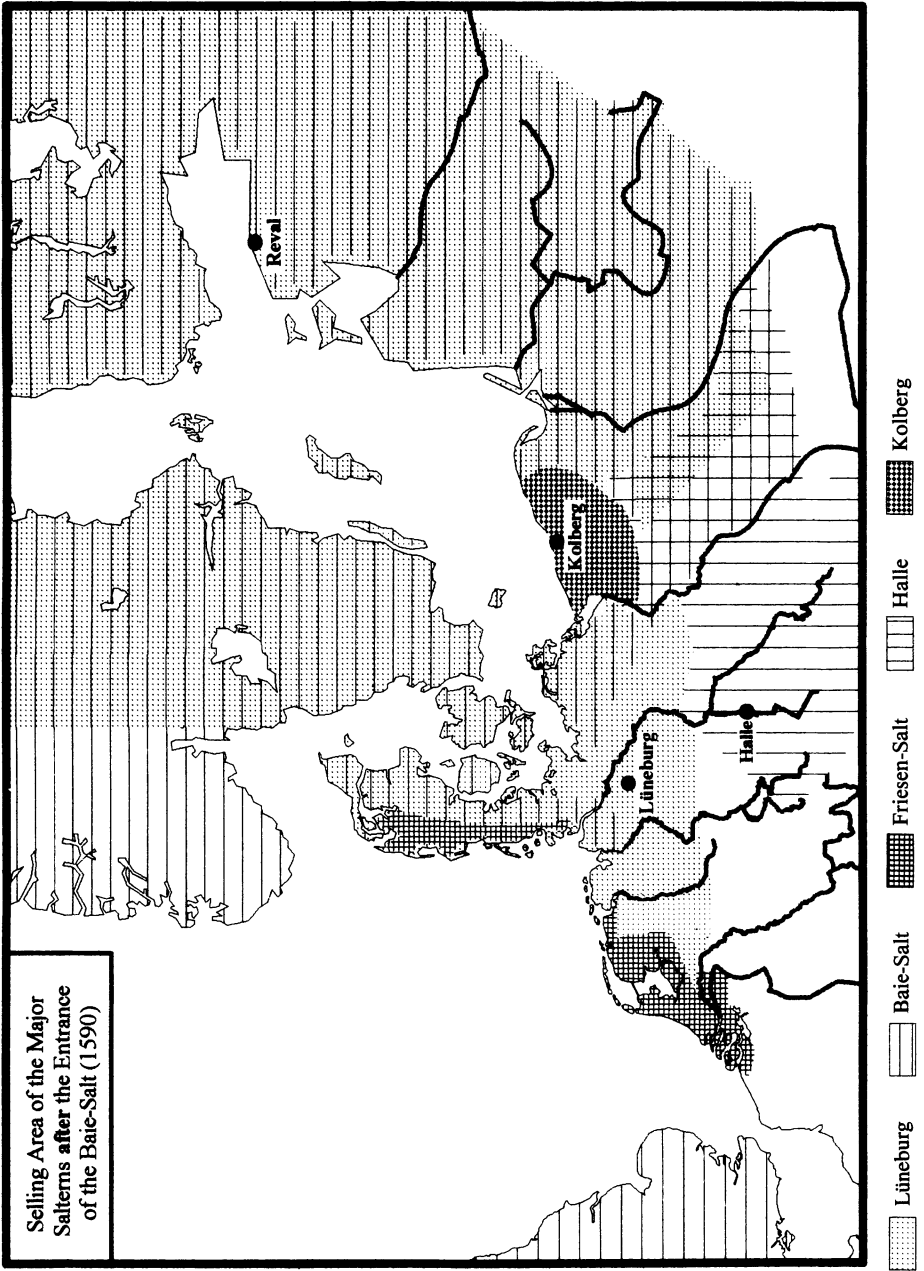 Selling Area of the Major
Salterns after the Entrance
of the Baie-Salt (1590)
Reval
Kolberg
Lüneburg
Halle
Lüneburg
Baie-Salt
Friesen-Salt
Halle
Kolberg